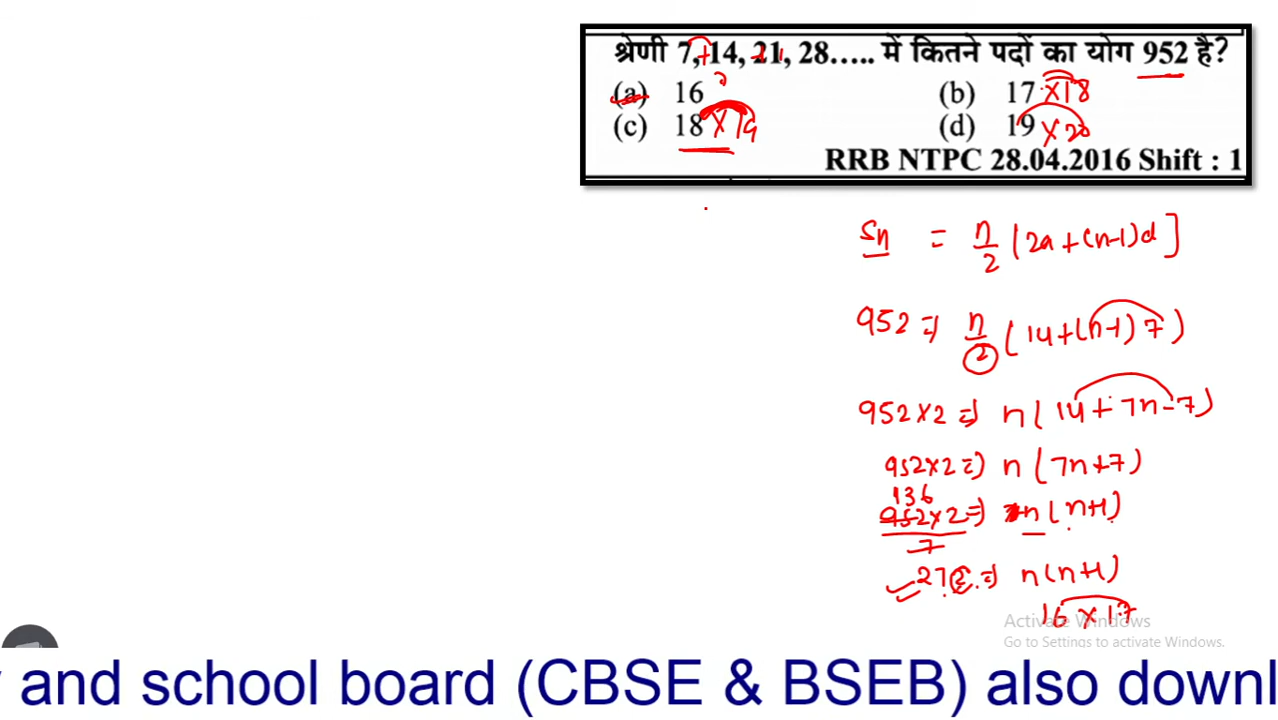 श्रेणी 7, 14, 21, 28..... में कितने पदों का योग 952 है?
(a) 16 (b) 17 ×18
(c) 18 × 19 (d) 19 × 20
RRB NTPC 28.04.2016 Shift : 1
Sn = n/2 (2a+(n-1)d]
952 => n/2 (14+(n-1)7)
952×2 => n(14+7n-7)
952×2 => n(7n+7)
136
952×2/7 => n(n+1)
272 => n(n+1)
16 × 17
Activate Windows
Go to Settings to activate Windows.
y and school board (CBSE & BSEB) also downl